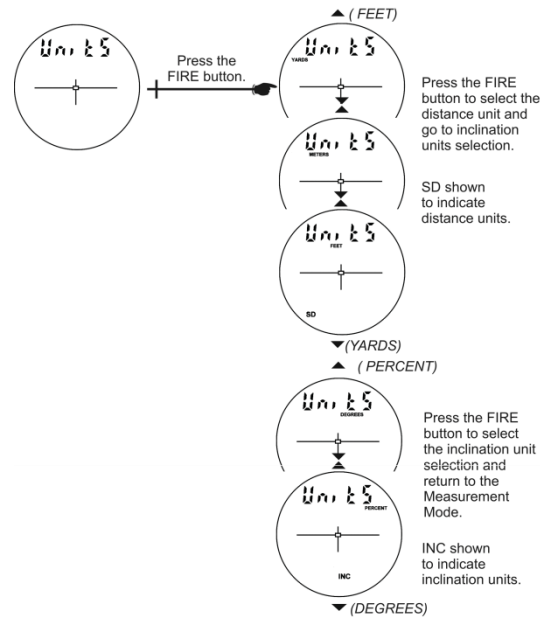 ( FEET)
UnitS
Press the
FIRE button.
UnitS
YARDS
Press the FIRE
button to select the
distance unit and
go to inclination
units selection.
UnitS
METERS
SD shown
to indicate
distance units.
UnitS
FEET
SD
(YARDS)
( PERCENT)
UnitS
DEGREES
Press the FIRE
button to select
the inclination unit
selection and
return to the
Measurement
Mode.
UnitS
PERCENT
INC shown
to indicate
inclination units.
INC
(DEGREES)